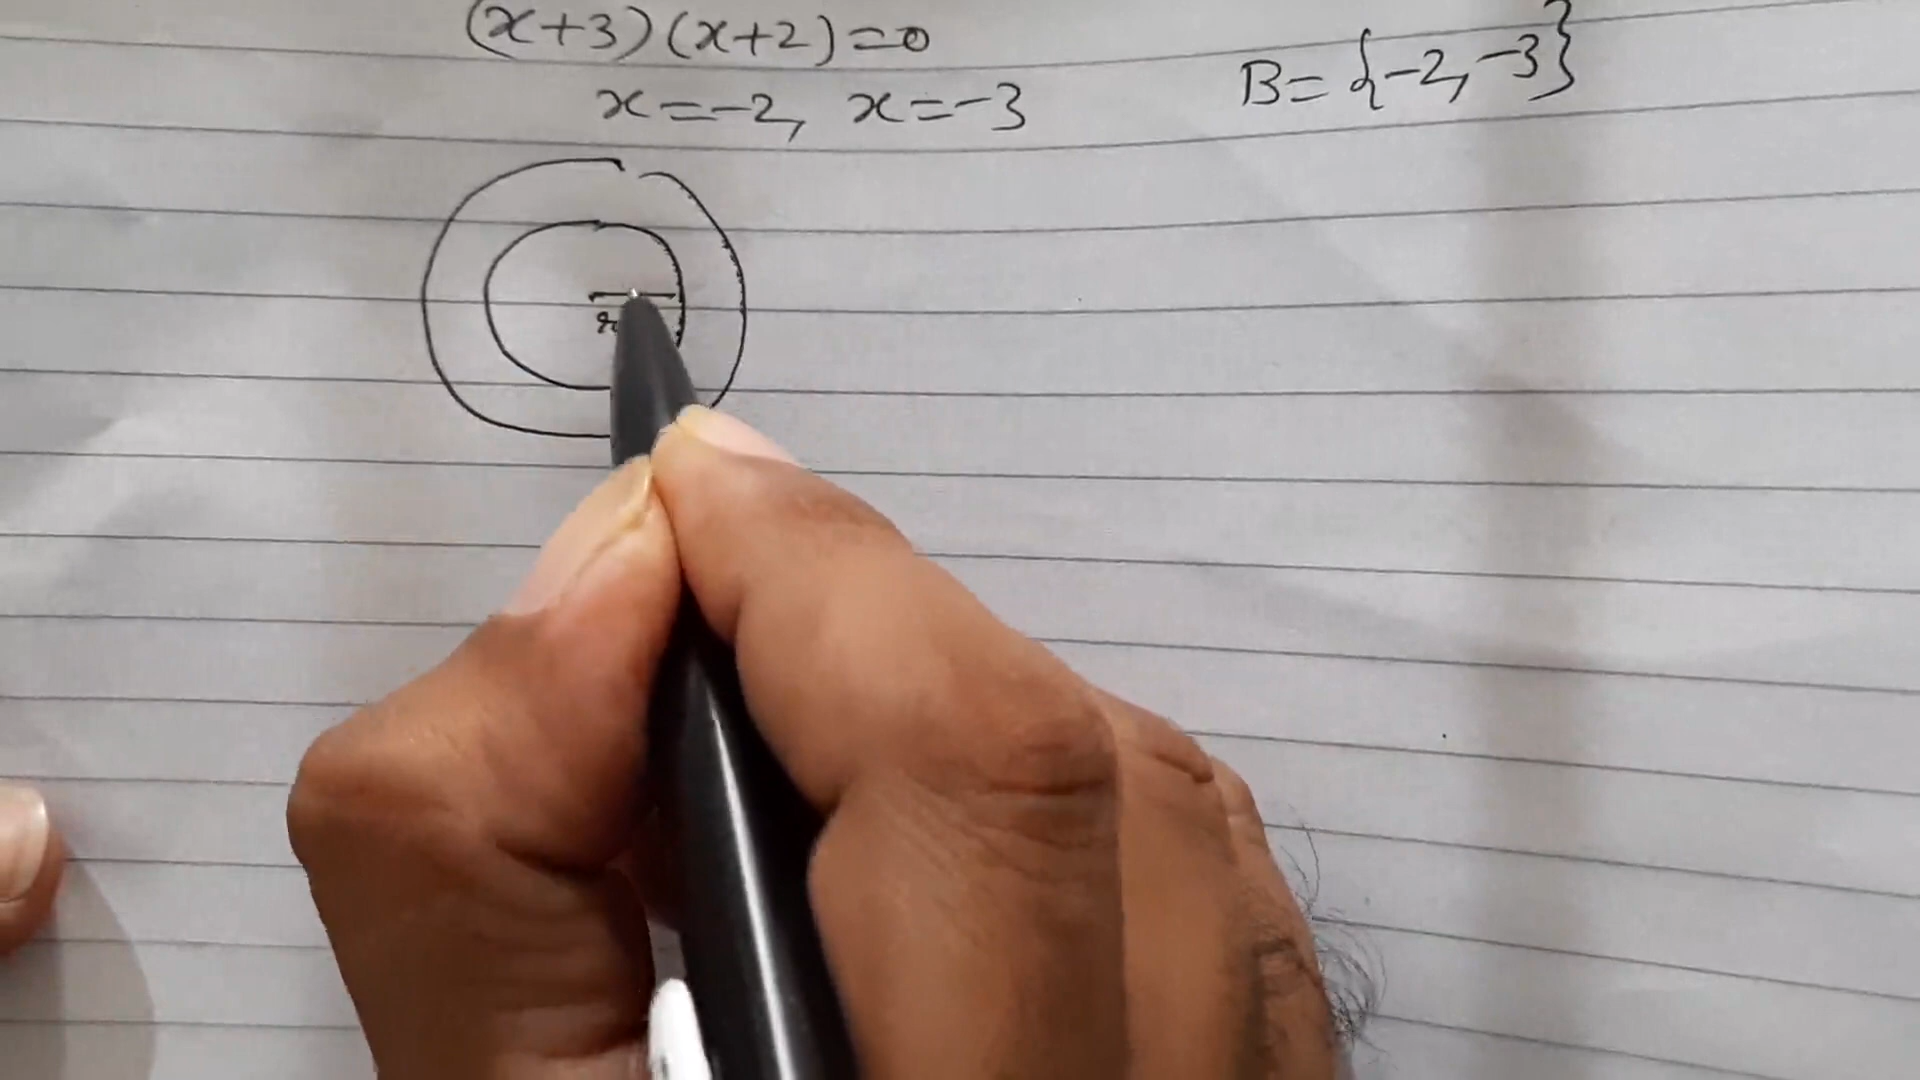 (x+3)(x+2)=0
x=-2, x=-3
B={-2,-3}